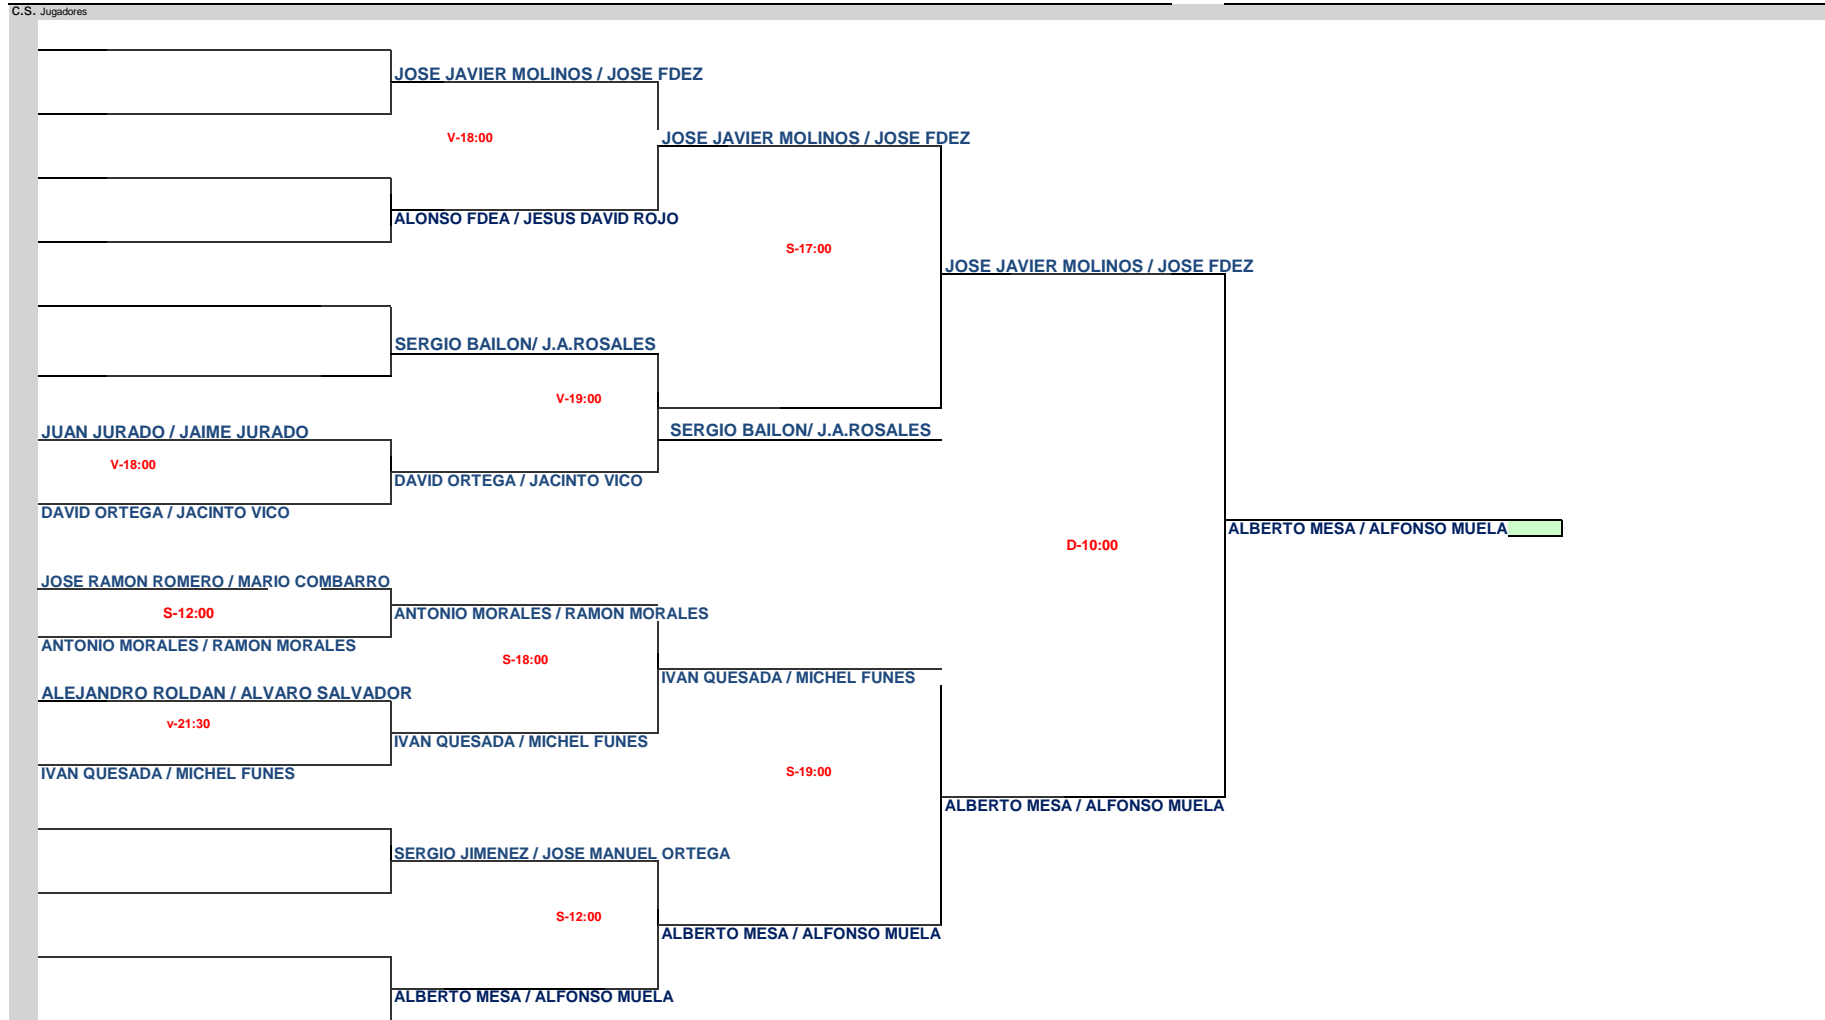 C.S. Jugadores
JOSE JAVIER MOLINOS / JOSE FDEZ
V-18:00
JOSE JAVIER MOLINOS / JOSE FDEZ
ALONSO FDEA / JESUS DAVID ROJO
S-17:00
JOSE JAVIER MOLINOS / JOSE FDEZ
SERGIO BAILON/ J.A.ROSALES
V-19:00
JUAN JURADO / JAIME JURADO
SERGIO BAILON/ J.A.ROSALES
V-18:00
DAVID ORTEGA / JACINTO VICO
DAVID ORTEGA / JACINTO VICO
ALBERTO MESA / ALFONSO MUELA
D-10:00
JOSE RAMON ROMERO / MARIO COMBARRO
S-12:00
ANTONIO MORALES / RAMON MORALES
ANTONIO MORALES / RAMON MORALES
S-18:00
IVAN QUESADA / MICHEL FUNES
ALEJANDRO ROLDAN / ALVARO SALVADOR
v-21:30
IVAN QUESADA / MICHEL FUNES
IVAN QUESADA / MICHEL FUNES
S-19:00
ALBERTO MESA / ALFONSO MUELA
SERGIO JIMENEZ / JOSE MANUEL ORTEGA
S-12:00
ALBERTO MESA / ALFONSO MUELA
ALBERTO MESA / ALFONSO MUELA